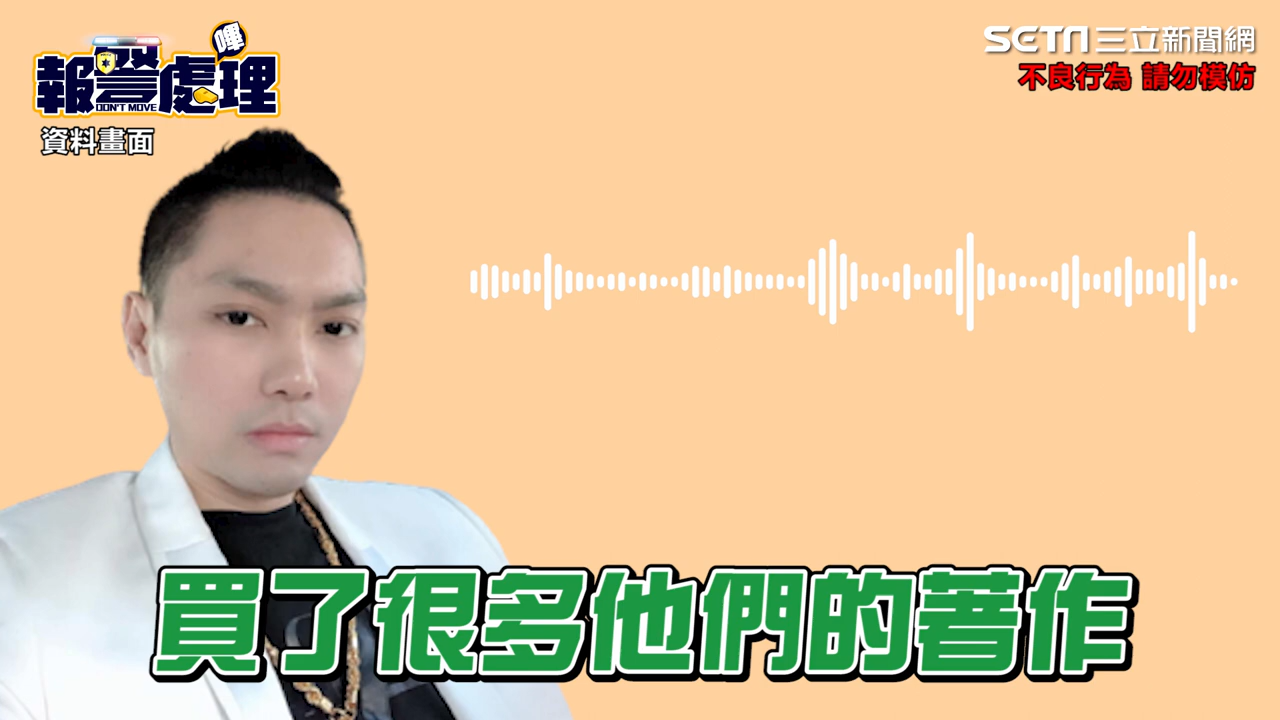 嗶
報警處理
DON'T MOVE
資料畫面
SETN三立新聞網
不良行為 請勿模仿
買了很多他們的著作